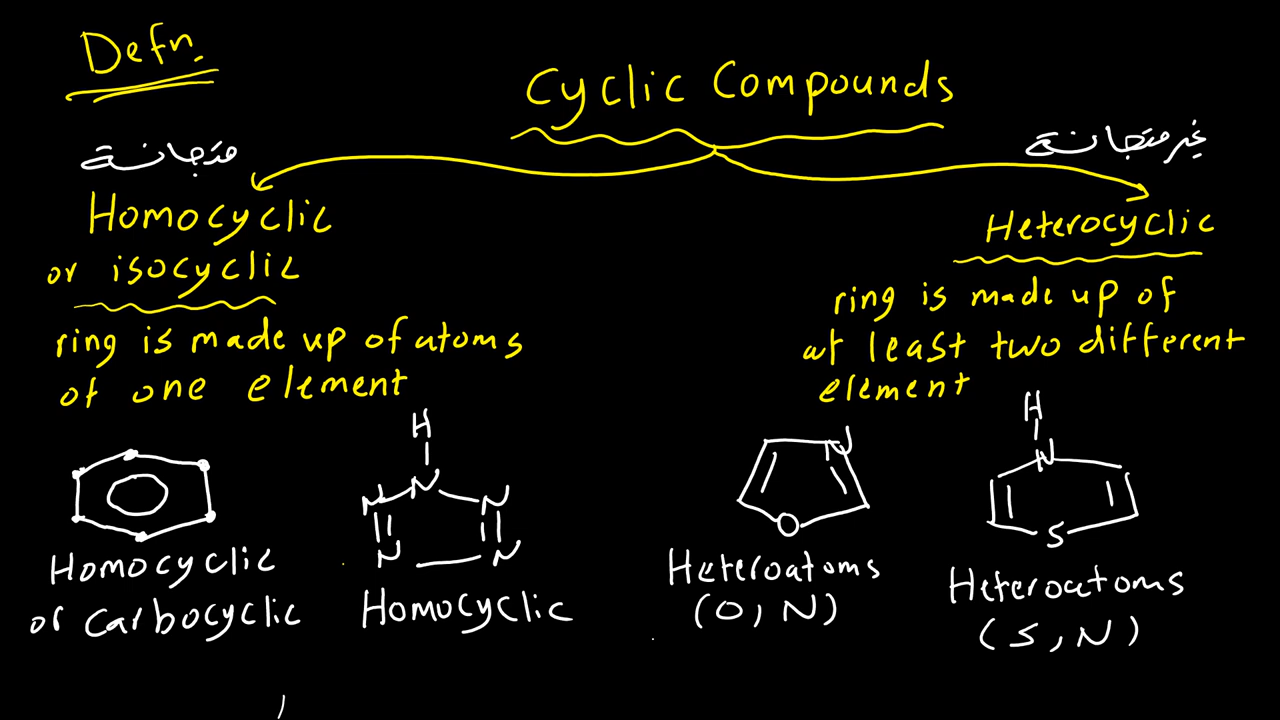 Defn.
Cyclic Compounds
متجانسة
غير متجانسة
Homocyclic
or isocyclic
ring is made up of atoms
of one element
Heterocyclic
ring is made up of
at least two different
element
H
N
N N
N N
Homocyclic
or carbocyclic
Homocyclic
N
O
Heteroatoms
(O, N)
H
N
S
Heteroatoms
(S, N)